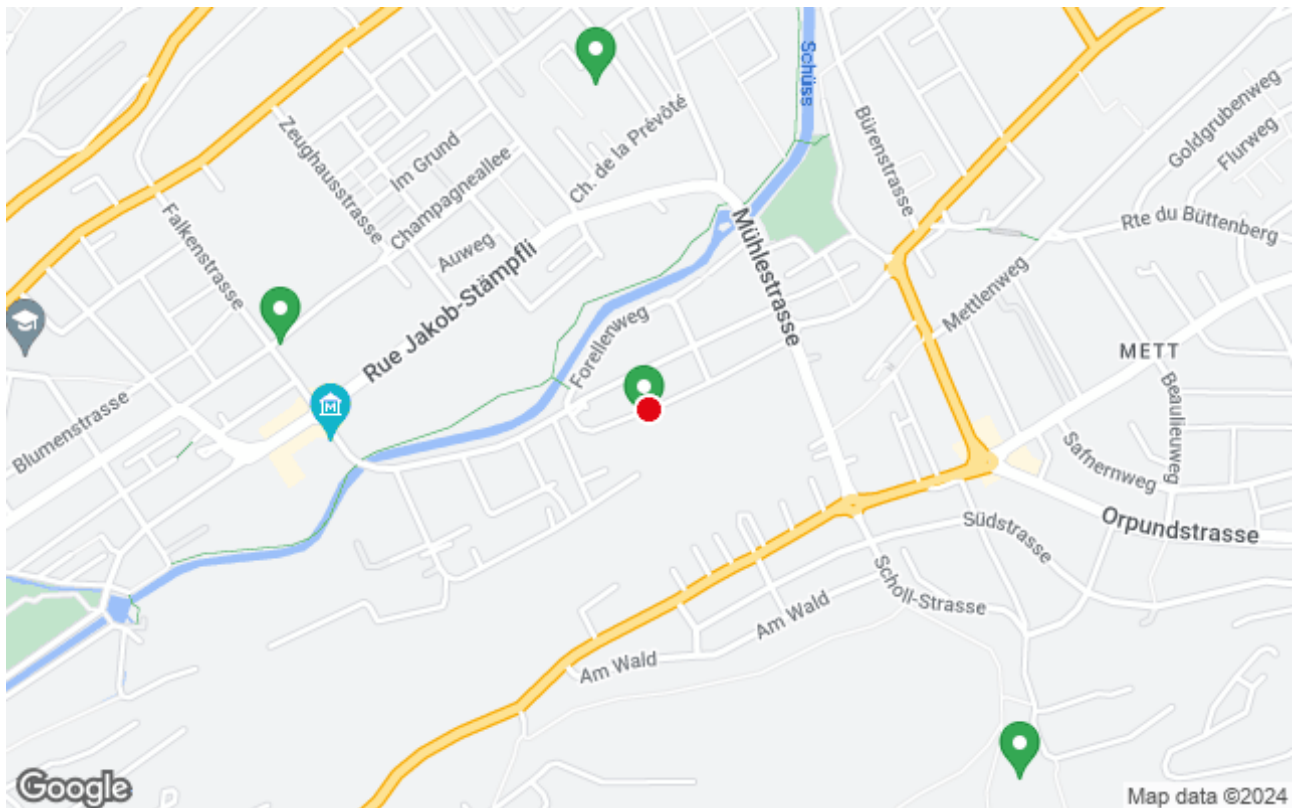 Schüss
Goldgrubenweg
Flurweg
Ch. de la Prévôté
Zeughausstrasse
Im Grund
Bürenstrasse
Champagneallee
Rte du Büttenberg
Falkenstrasse
Auweg
Mühlestrasse
Rue Jakob-Stämpfli
Mettlenweg
METT
Forellenweg
Blumenstrasse
M
Beaulieuweg
Safnernweg
Südstrasse
Orpundstrasse
Scholl-Strasse
Am Wald
Am Wald
Google
Map data ©2024